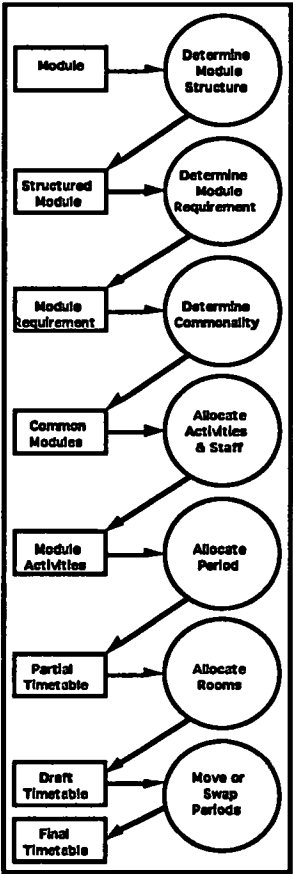 Module
Determine
Module
Structure
Structured
Module
Determine
Module
Requirement
Module
Requirement
Determine
Commonality
Common
Modules
Allocate
Activities
& Staff
Module
Activities
Allocate
Period
Partial
Timetable
Allocate
Rooms
Draft
Timetable
Move or
Swap
Periods
Final
Timetable